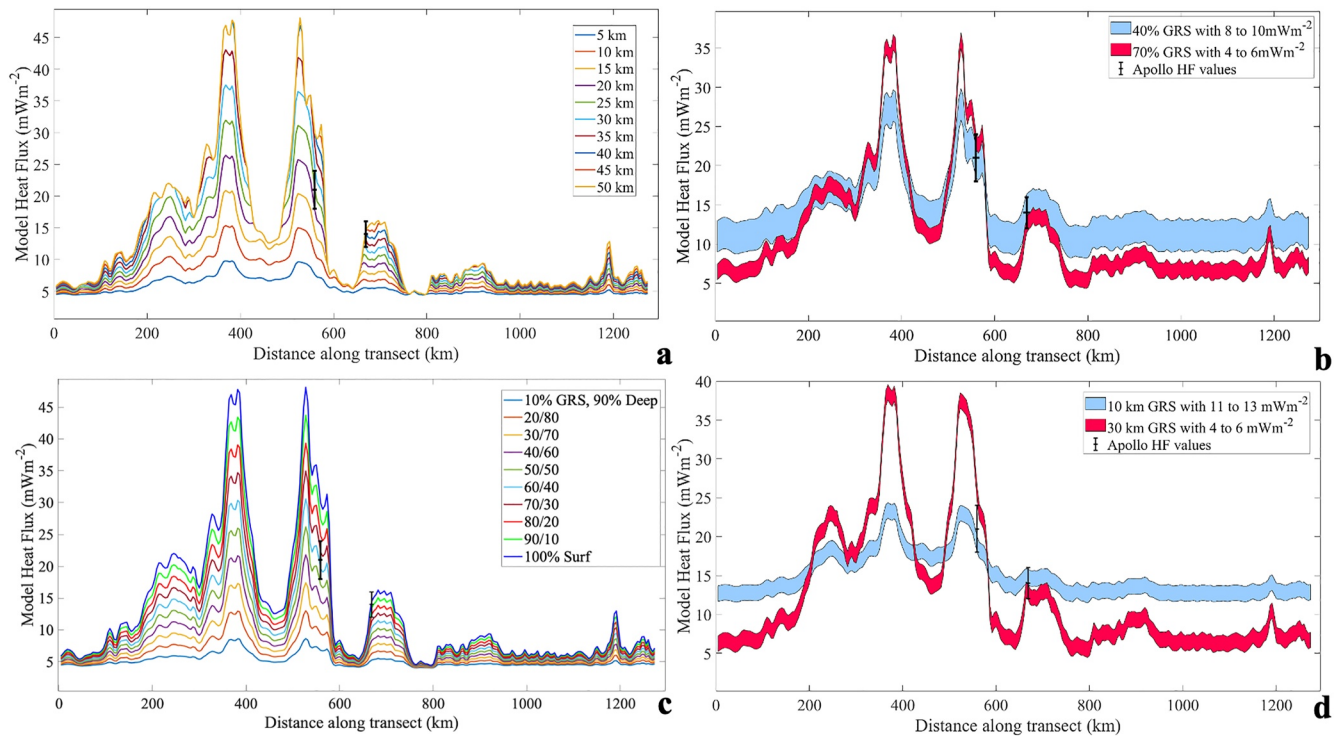 45
40
35
30
25
20
15
10
5
0
200
400
600
800
1000
1200
Model Heat Flux (mWm-2)
Distance along transect (km)
5 km
10 km
15 km
20 km
25 km
30 km
35 km
40 km
45 km
50 km
a
35
30
25
20
15
10
5
0
200
400
600
800
1000
1200
Model Heat Flux (mWm-2)
Distance along transect (km)
40% GRS with 8 to 10mWm-2
70% GRS with 4 to 6mWm-2
Apollo HF values
b
45
40
35
30
25
20
15
10
5
0
200
400
600
800
1000
1200
Model Heat Flux (mWm-2)
Distance along transect (km)
10% GRS, 90% Deep
20/80
30/70
40/60
50/50
60/40
70/30
80/20
90/10
100% Surf
c
40
35
30
25
20
15
10
5
0
200
400
600
800
1000
1200
Model Heat Flux (mWm-2)
Distance along transect (km)
10 km GRS with 11 to 13 mWm-2
30 km GRS with 4 to 6 mWm-2
Apollo HF values
d